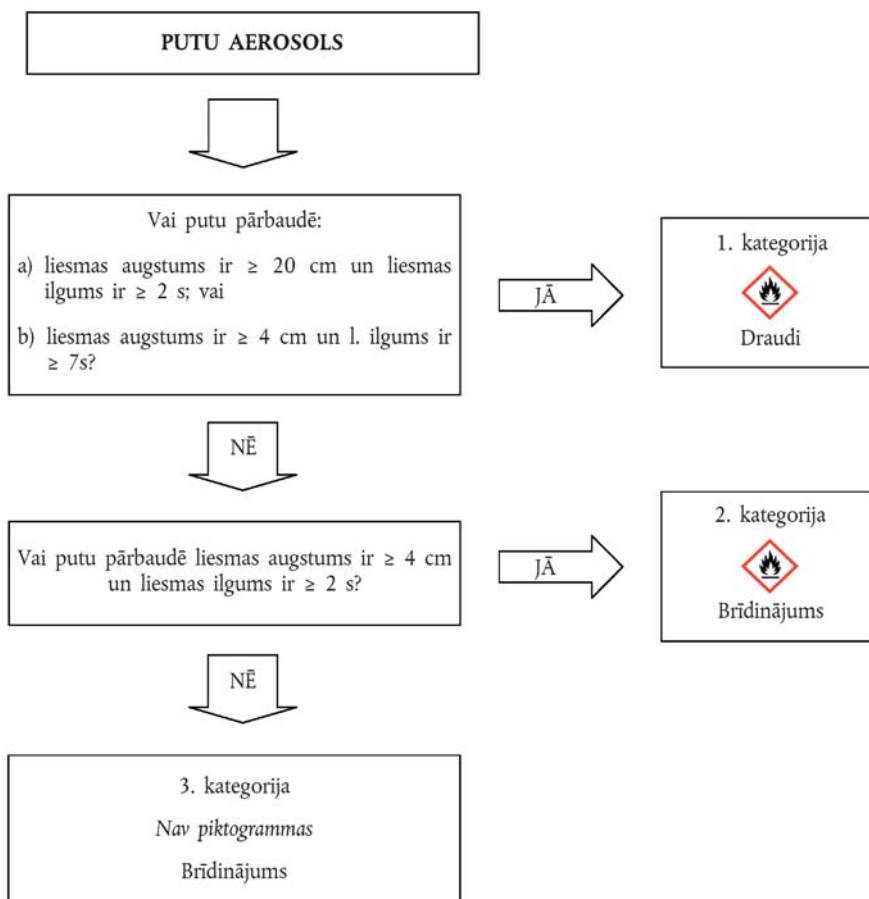 PUTU AEROSOLS
Vai putu pārbaudē:
a) liesmas augstums ir ≥ 20 cm un liesmas
ilgums ir ≥ 2 s; vai
b) liesmas augstums ir ≥ 4 cm un l. ilgums ir
≥ 7s?
JĀ
1. kategorija
Draudi
NĒ
Vai putu pārbaudē liesmas augstums ir ≥ 4 cm
un liesmas ilgums ir ≥ 2 s?
JĀ
2. kategorija
Brīdinājums
NĒ
3. kategorija
Nav piktogrammas
Brīdinājums